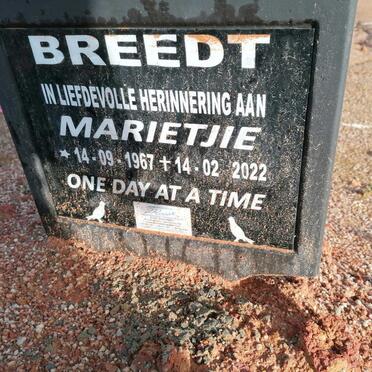 BREEDT
IN LIEFDEVOLLE HERINNERING AAN
MARIETJIE
★ 14-09-1967 ✝ 14-02 2022
ONE DAY AT A TIME